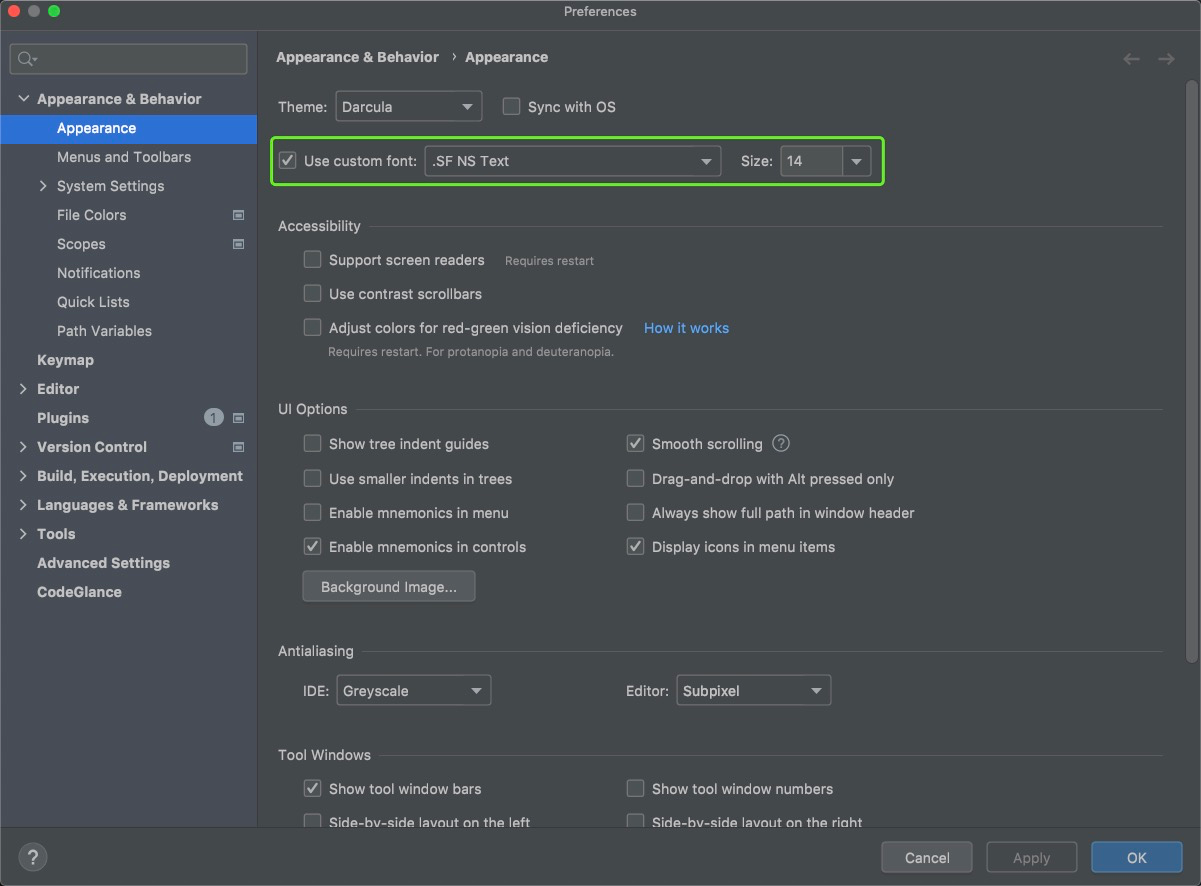 Preferences
Appearance & Behavior
Appearance
Menus and Toolbars
System Settings
File Colors
Scopes
Notifications
Quick Lists
Path Variables
Keymap
Editor
Plugins 1
Version Control
Build, Execution, Deployment
Languages & Frameworks
Tools
Advanced Settings
CodeGlance
Appearance & Behavior › Appearance
Theme: Darcula Sync with OS
Use custom font: .SF NS Text Size: 14
Accessibility
Support screen readers Requires restart
Use contrast scrollbars
Adjust colors for red-green vision deficiency How it works
Requires restart. For protanopia and deuteranopia.
UI Options
Show tree indent guides Smooth scrolling ?
Use smaller indents in trees Drag-and-drop with Alt pressed only
Enable mnemonics in menu Always show full path in window header
Enable mnemonics in controls Display icons in menu items
Background Image...
Antialiasing
IDE: Greyscale Editor: Subpixel
Tool Windows
Show tool window bars Show tool window numbers
Side-by-side layout on the left Side-by-side layout on the right
? Cancel Apply OK